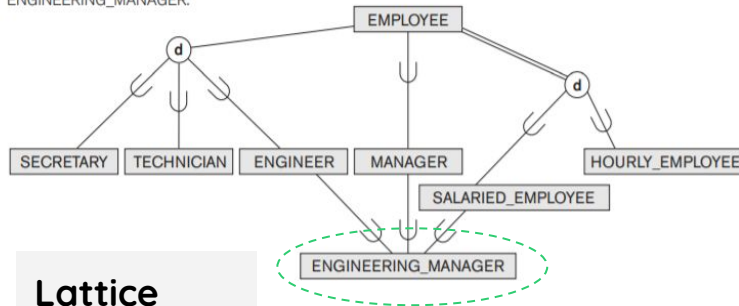 ENGINEERING_MANAGER.
EMPLOYEE
d
d
SECRETARY
TECHNICIAN
ENGINEER
MANAGER
HOURLY_EMPLOYEE
SALARIED_EMPLOYEE
ENGINEERING_MANAGER
Lattice